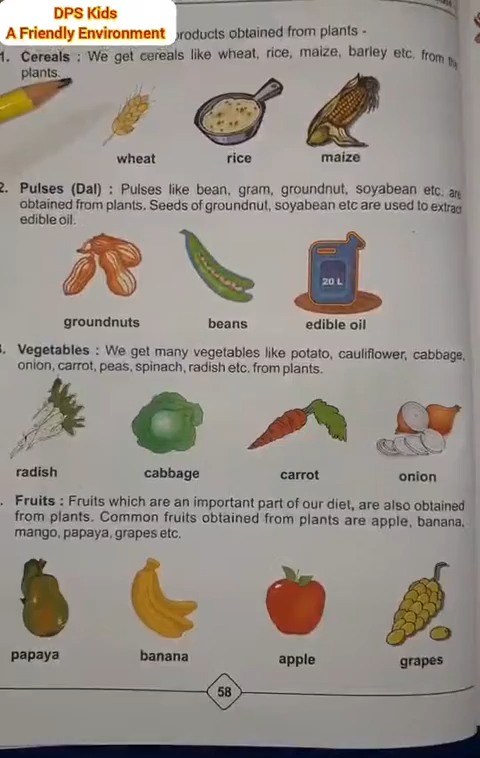 DPS Kids
A Friendly Environment
products obtained from plants -
1. Cereals : We get cereals like wheat, rice, maize, barley etc. from the
plants.
wheat rice maize
2. Pulses (Dal) : Pulses like bean, gram, groundnut, soyabean etc. are
obtained from plants. Seeds of groundnut, soyabean etc are used to extract
edible oil.
20 L
groundnuts beans edible oil
. Vegetables : We get many vegetables like potato, cauliflower, cabbage,
onion, carrot, peas, spinach, radish etc. from plants.
radish cabbage carrot onion
. Fruits : Fruits which are an important part of our diet, are also obtained
from plants. Common fruits obtained from plants are apple, banana,
mango, papaya, grapes etc.
papaya banana apple grapes
58